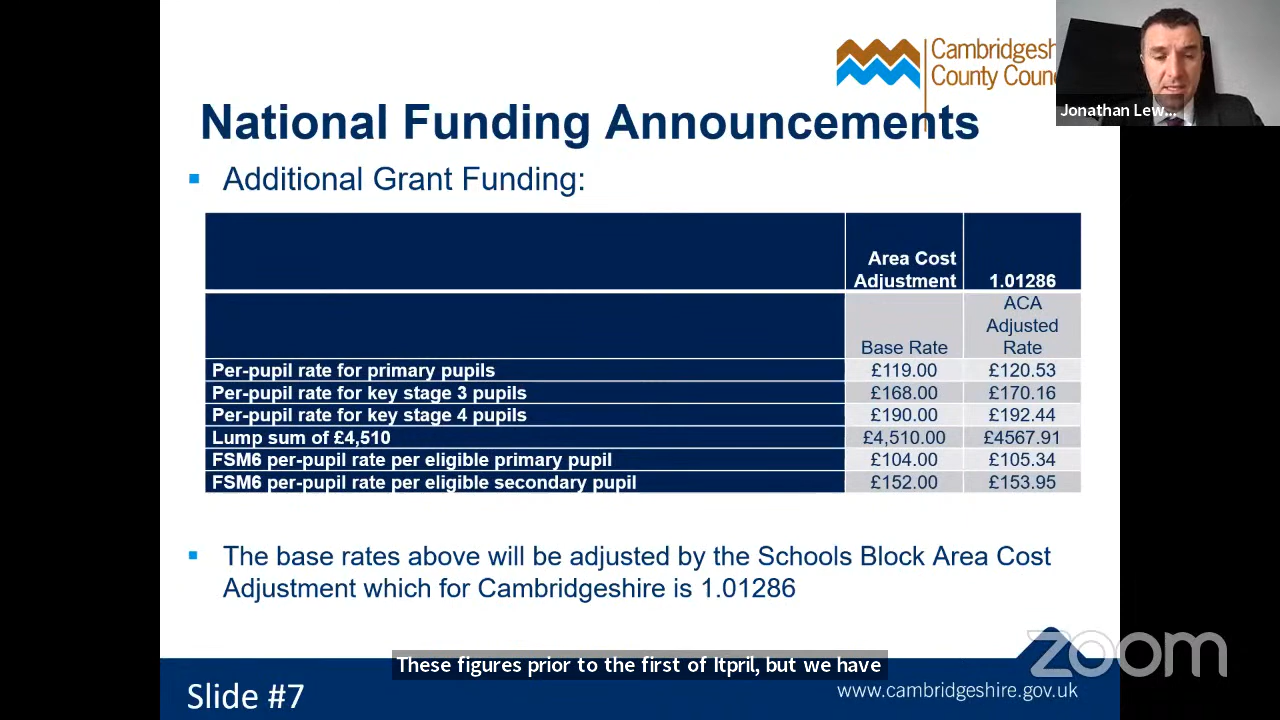 Cambridgesh
County Counc
Jonathan Lew...
National Funding Announcements
Additional Grant Funding:
Area Cost
Adjustment
1.01286
Base Rate
ACA
Adjusted
Rate
Per-pupil rate for primary pupils £119.00 £120.53
Per-pupil rate for key stage 3 pupils £168.00 £170.16
Per-pupil rate for key stage 4 pupils £190.00 £192.44
Lump sum of £4,510 £4,510.00 £4567.91
FSM6 per-pupil rate per eligible primary pupil £104.00 £105.34
FSM6 per-pupil rate per eligible secondary pupil £152.00 £153.95
The base rates above will be adjusted by the Schools Block Area Cost
Adjustment which for Cambridgeshire is 1.01286
zoom
These figures prior to the first of Itpril, but we have
Slide #7
www.cambridgeshire.gov.uk